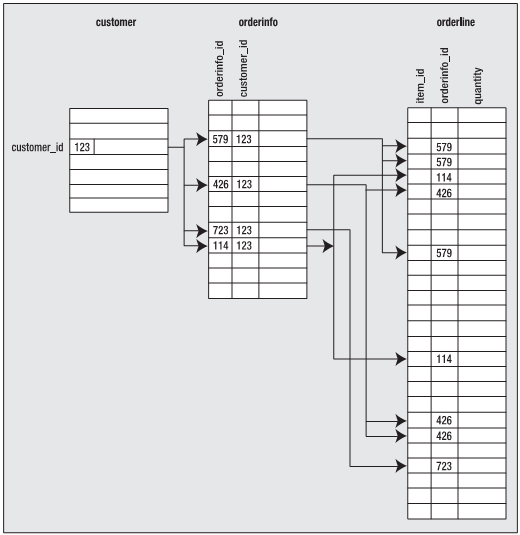 customer
orderinfo
orderline
orderinfo_id
customer_id
item_id
orderinfo_id
quantity
customer_id
123
579 123
426 123
723 123
114 123
579
579
114
426
579
114
426
426
723